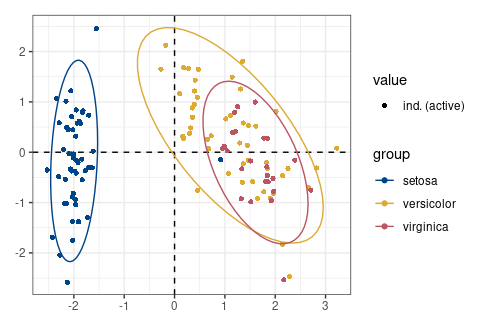 2
1
0
-1
-2
-2 -1 0 1 2 3
value
ind. (active)
group
setosa
versicolor
virginica